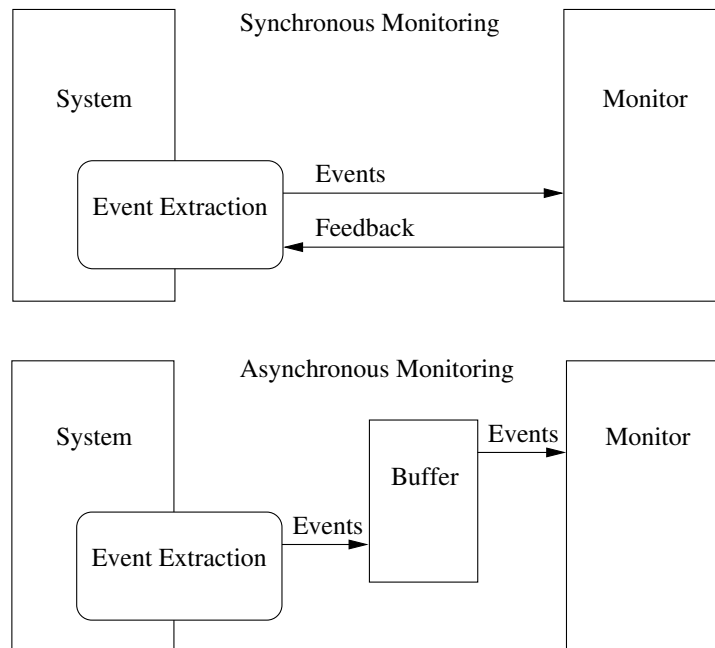 Synchronous Monitoring
System
Monitor
Events
Event Extraction
Feedback
Asynchronous Monitoring
System
Events
Monitor
Buffer
Events
Event Extraction